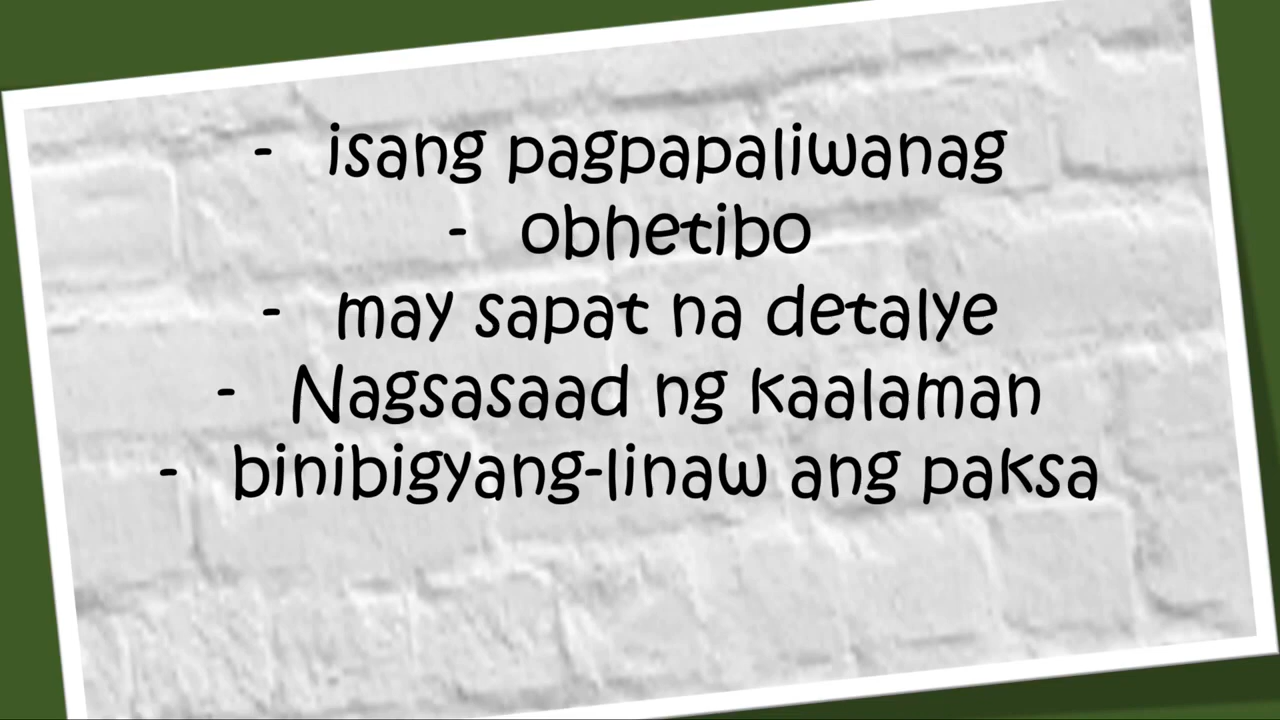 - isang pagpapaliwanag
- obhetibo
- may sapat na detalye
- Nagsasaad ng kaalaman
- binibigyang-linaw ang paksa